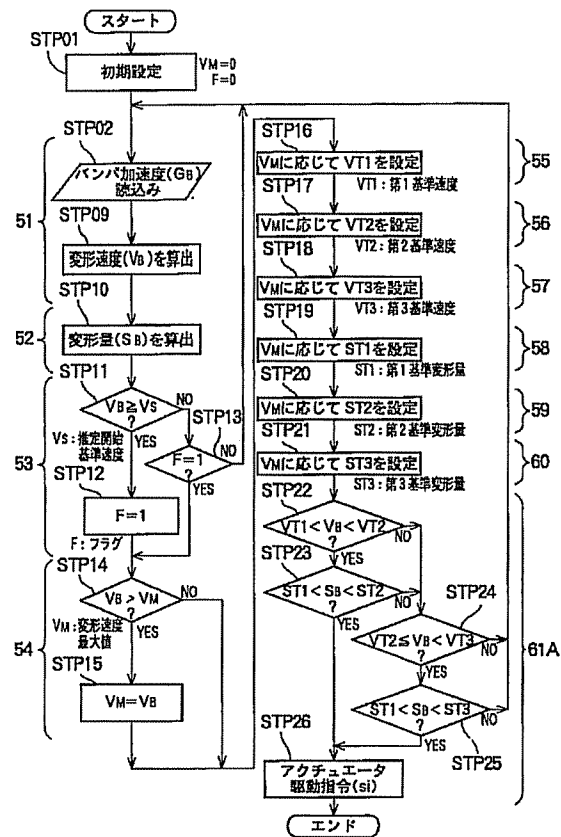 スタート
STP01
初期設定
VM=0
F=0
STP02
バンパ加速度(GB)
読込み
51
STP09
変形速度(VB)を算出
STP10
52
変形量(SB)を算出
STP11
VB≧VS
?
NO
YES
VS:推定開始
基準速度
STP13
F=1
?
NO
YES
53
STP12
F=1
F:フラグ
STP14
VB>VM
?
NO
YES
VM:変形速度
最大値
54
STP15
VM=VB
STP16
VMに応じて VT1を設定
VT1:第1基準速度
55
STP17
VMに応じて VT2を設定
VT2:第2基準速度
56
STP18
VMに応じて VT3を設定
VT3:第3基準速度
57
STP19
VMに応じて ST1を設定
ST1:第1基準変形量
58
STP20
VMに応じて ST2を設定
ST2:第2基準変形量
59
STP21
VMに応じて ST3を設定
ST3:第3基準変形量
60
STP22
VT1<VB<VT2
?
NO
YES
STP23
ST1<SB<ST2
?
NO
YES
STP24
VT2≦VB<VT3
?
NO
YES
61A
ST1<SB<ST3
?
NO
YES
STP25
STP26
アクチュエータ
駆動指令(si)
エンド